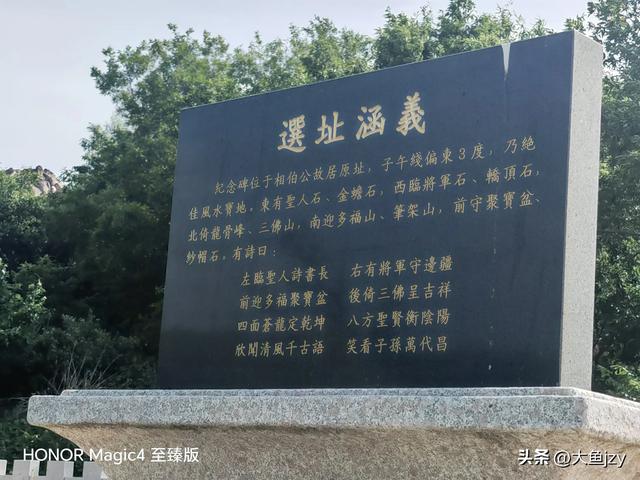 選址涵義
紀念碑位于相伯公故居原址，子午綫偏東3度，乃絶
佳風水寶地。東有聖人石、金蟾石，西臨將軍石、轎頂石，
北倚龍骨峰、三佛山，南迎多福山、筆架山，前守聚寶盆、
紗帽石。有詩曰：
左臨聖人詩書長　右有將軍守邊疆
前迎多福聚寶盆　後倚三佛呈吉祥
四面蒼龍定乾坤　八方聖賢衡陰陽
欣聞清風千古語　笑看子孫萬代昌
HONOR Magic4 至臻版
头条 @大鱼jzy